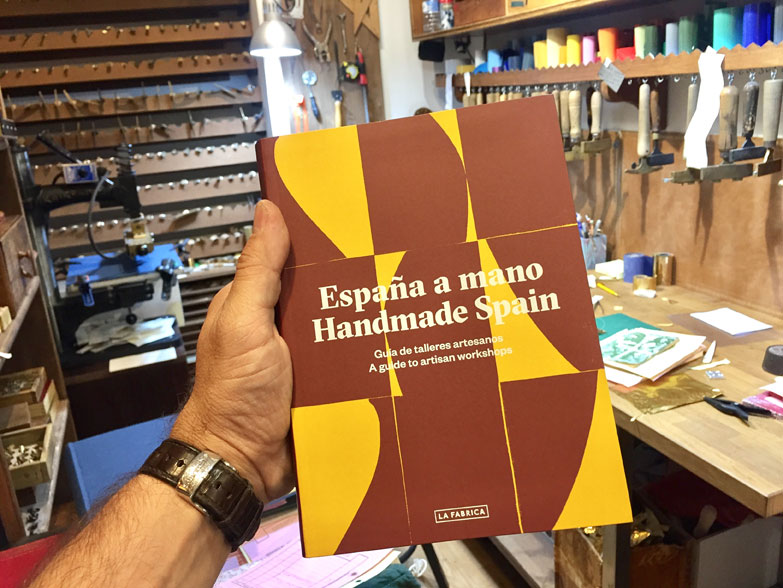 España a mano
Handmade Spain
Guía de talleres artesanos
A guide to artisan workshops
LA FABRICA